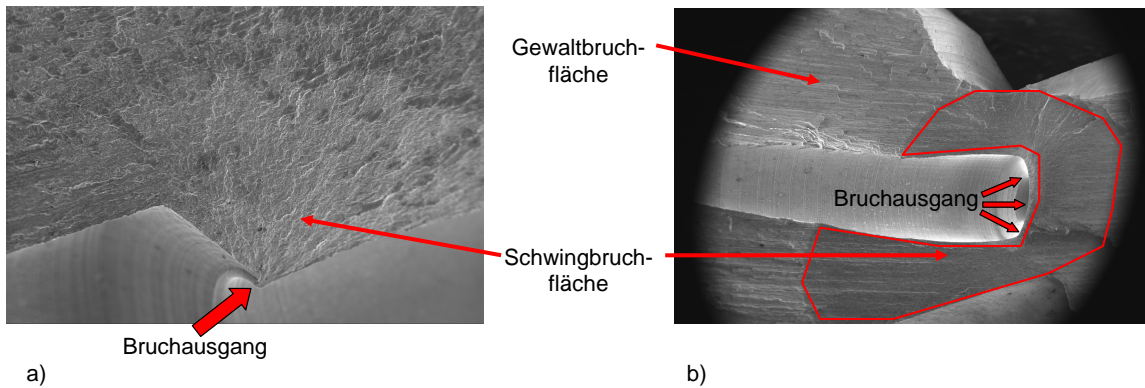 Gewaltbruch-
fläche
Bruchausgang
Schwingbruch-
fläche
Bruchausgang
a)
b)